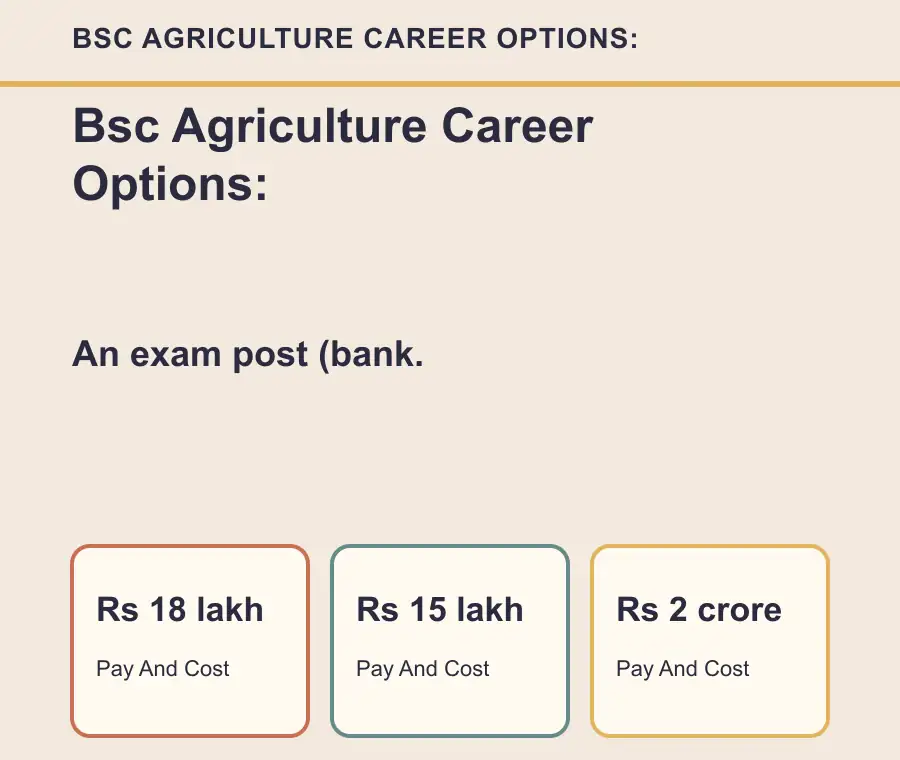 BSC AGRICULTURE CAREER OPTIONS:
Bsc Agriculture Career
Options:
An exam post (bank.
Rs 18 lakh
Pay And Cost
Rs 15 lakh
Pay And Cost
Rs 2 crore
Pay And Cost